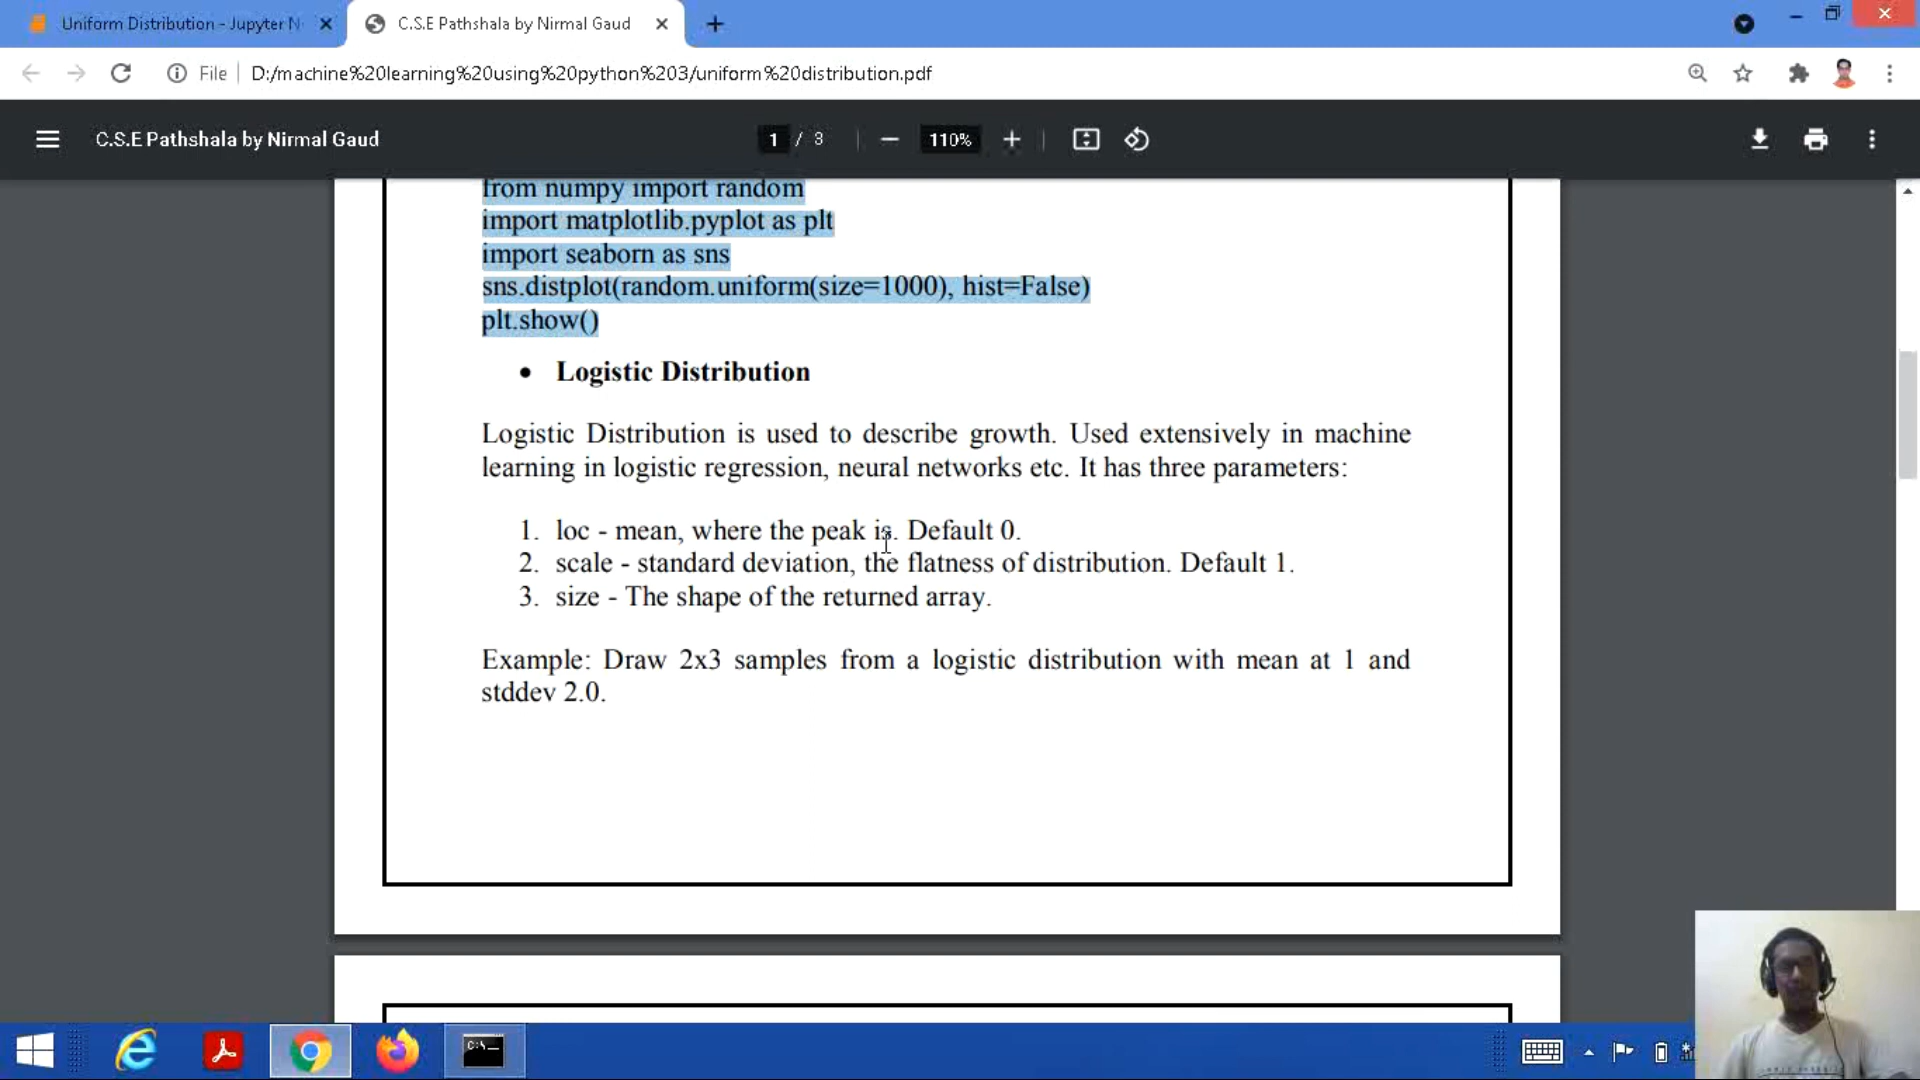 Uniform Distribution - Jupyter N
C.S.E Pathshala by Nirmal Gaud
File
D:/machine%20learning%20using%20python%203/uniform%20distribution.pdf
C.S.E Pathshala by Nirmal Gaud
1 / 3
110%
from numpy import random
import matplotlib.pyplot as plt
import seaborn as sns
sns.distplot(random.uniform(size=1000), hist=False)
plt.show()
• Logistic Distribution
Logistic Distribution is used to describe growth. Used extensively in machine
learning in logistic regression, neural networks etc. It has three parameters:
1. loc - mean, where the peak is. Default 0.
2. scale - standard deviation, the flatness of distribution. Default 1.
3. size - The shape of the returned array.
Example: Draw 2x3 samples from a logistic distribution with mean at 1 and
stddev 2.0.
C:\_